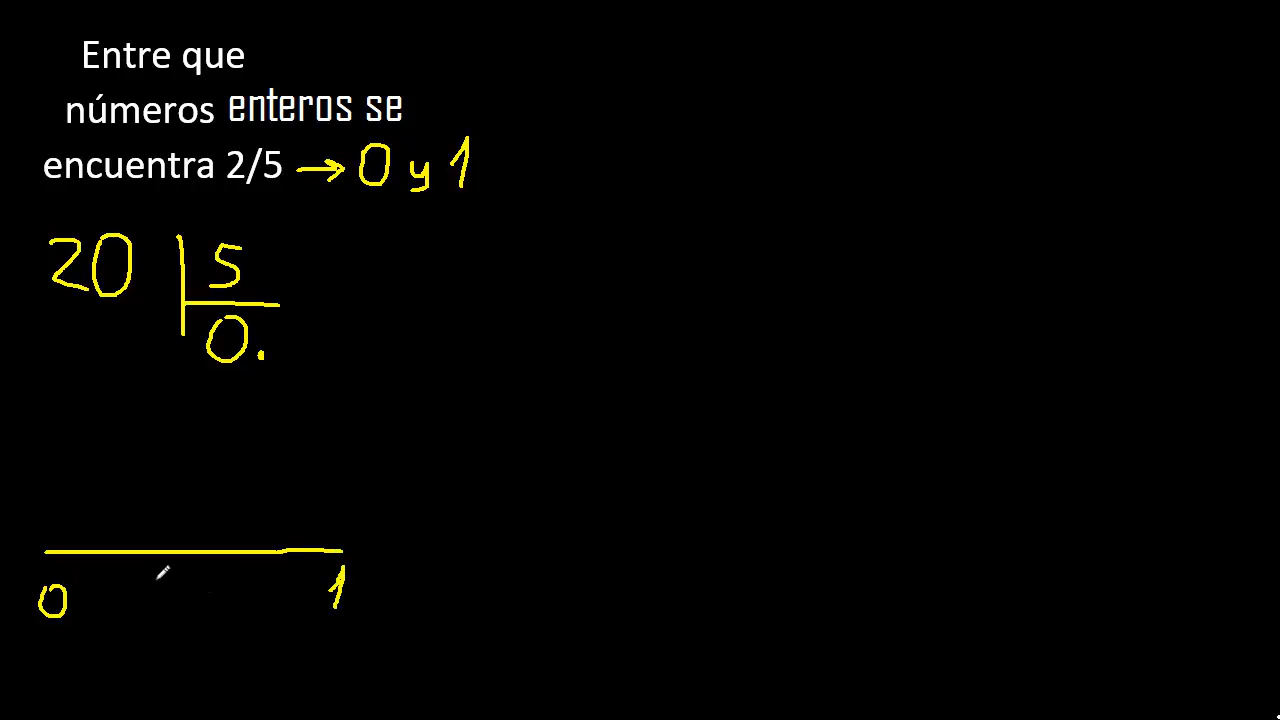 Entre que
números enteros se
encuentra 2/5 → 0 y 1
20 5
0.
0 1